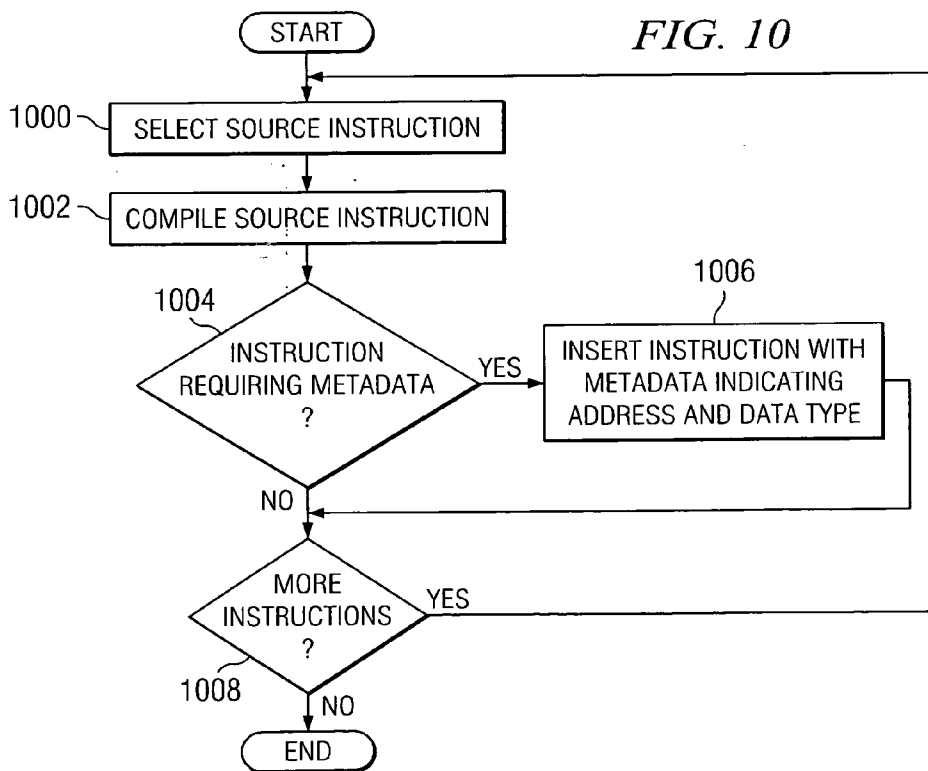 START
FIG. 10
1000
SELECT SOURCE INSTRUCTION
1002
COMPILE SOURCE INSTRUCTION
1004
INSTRUCTION
REQUIRING METADATA
?
YES
1006
INSERT INSTRUCTION WITH
METADATA INDICATING
ADDRESS AND DATA TYPE
NO
MORE
INSTRUCTIONS
?
YES
1008
NO
END